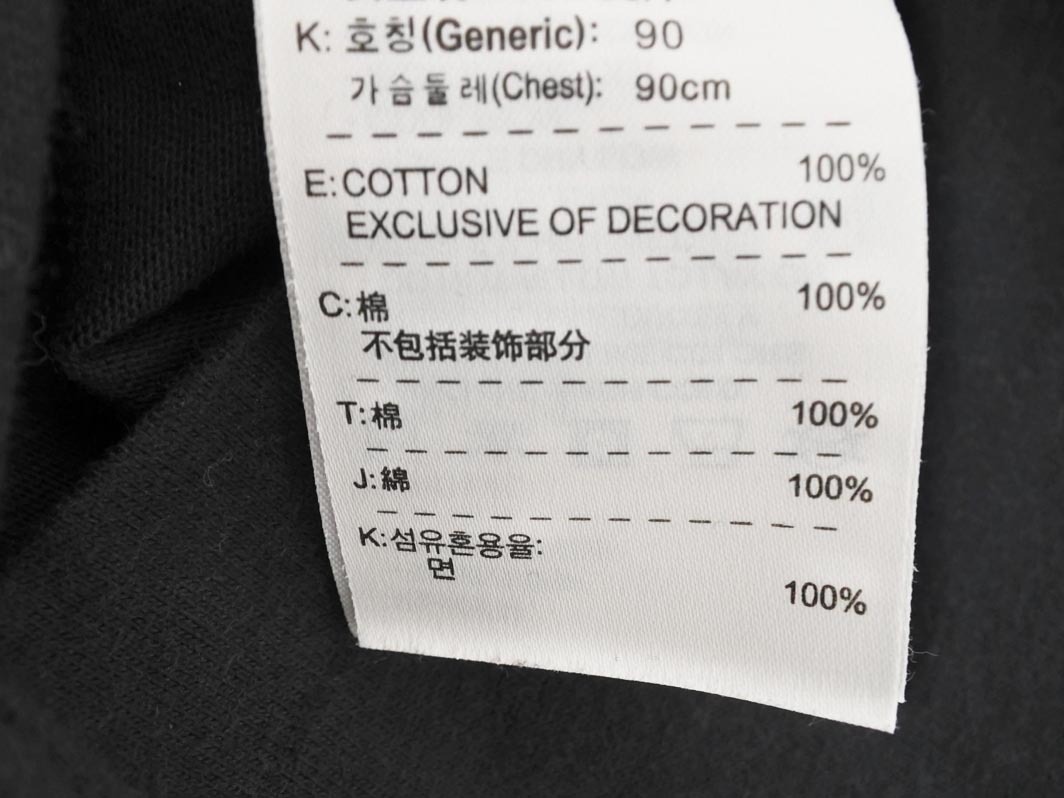 K: 호칭(Generic): 90
가슴둘레(Chest): 90cm
E: COTTON 100%
EXCLUSIVE OF DECORATION
C: 棉 100%
不包括装饰部分
T: 棉 100%
J: 綿 100%
K: 섬유혼용율:
면
100%